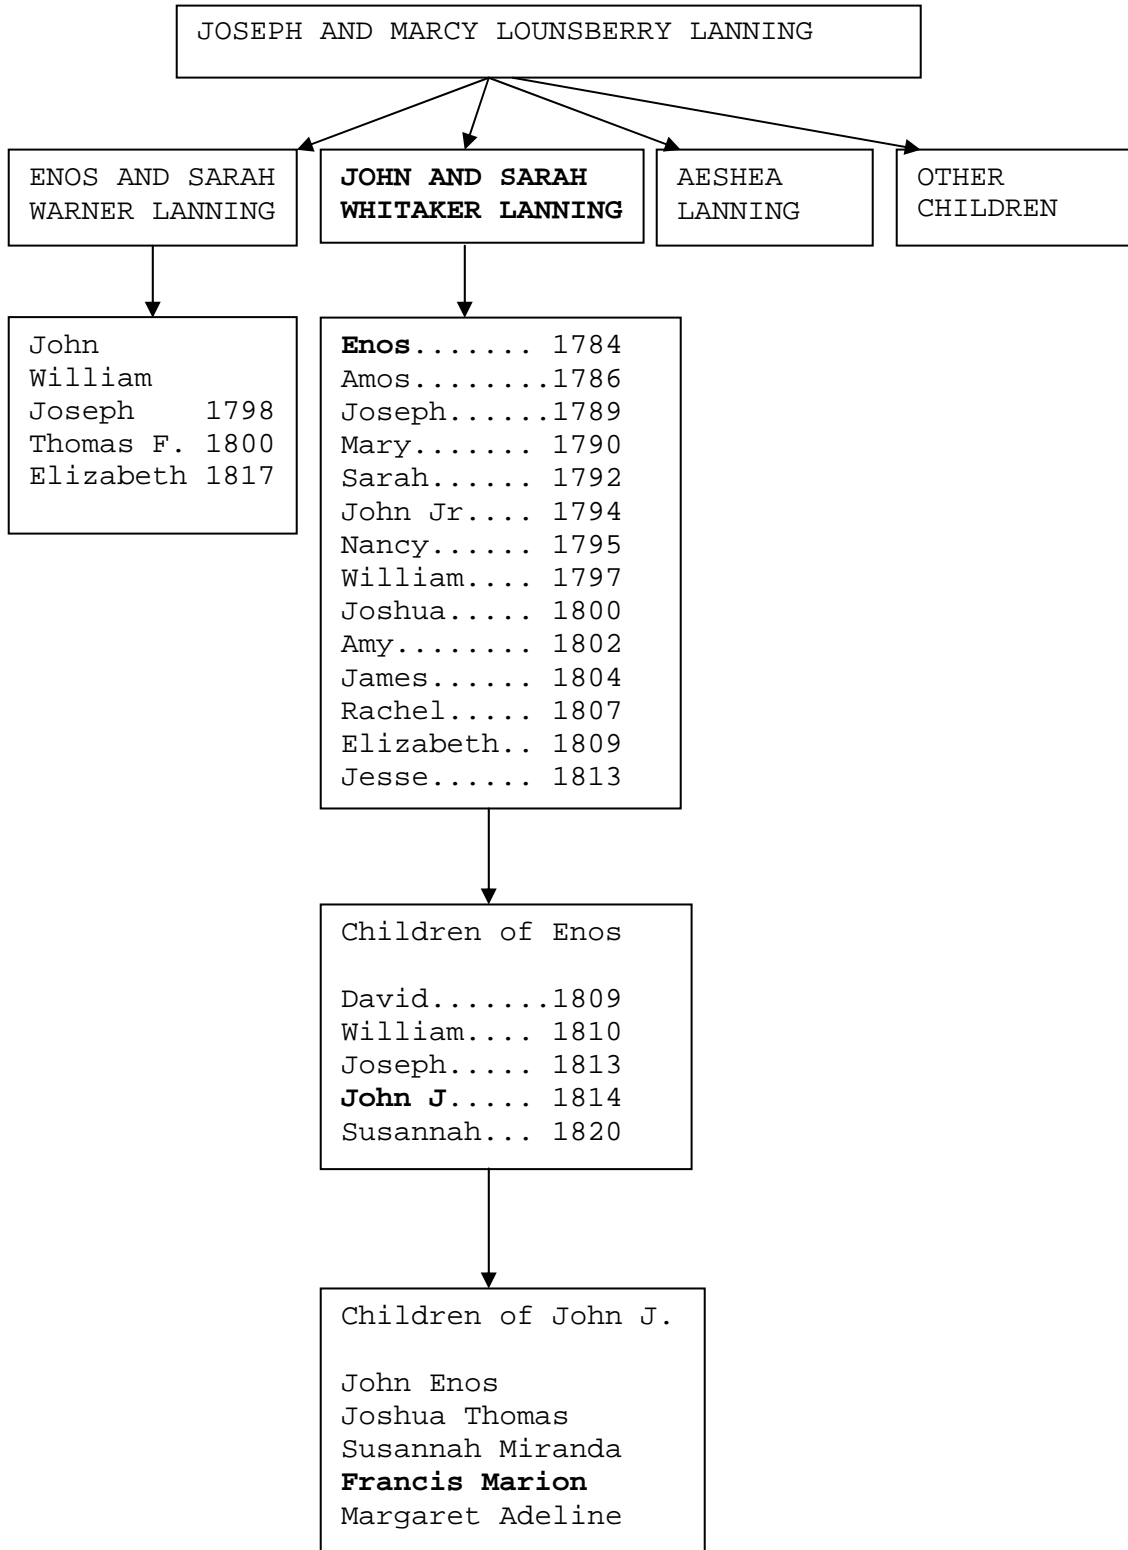 JOSEPH AND MARCY LOUNSBERRY LANNING
ENOS AND SARAH
WARNER LANNING
JOHN AND SARAH
WHITAKER LANNING
AESHEA
LANNING
OTHER
CHILDREN
John
William
Joseph    1798
Thomas F. 1800
Elizabeth 1817
Enos....... 1784
Amos........1786
Joseph......1789
Mary....... 1790
Sarah...... 1792
John Jr.... 1794
Nancy...... 1795
William.... 1797
Joshua..... 1800
Amy........ 1802
James...... 1804
Rachel..... 1807
Elizabeth.. 1809
Jesse...... 1813
Children of Enos
David.......1809
William.... 1810
Joseph..... 1813
John J..... 1814
Susannah... 1820
Children of John J.
John Enos
Joshua Thomas
Susannah Miranda
Francis Marion
Margaret Adeline